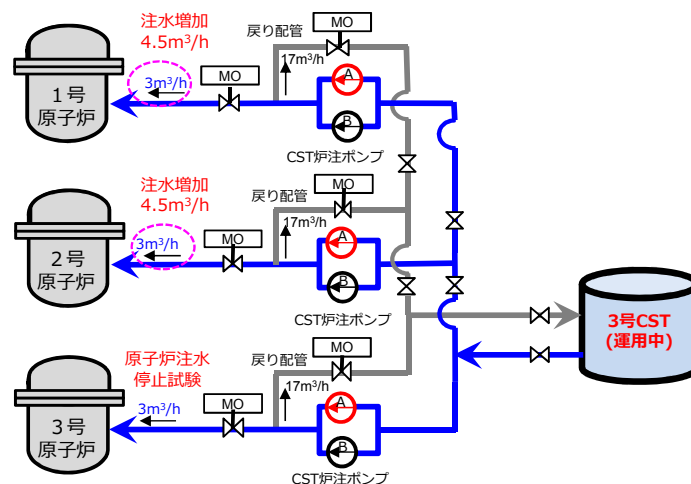 注水増加
4.5m³/h
3m³/h
MO
戻り配管
MO
17m³/h
A
B
CST炉注ポンプ
1号
原子炉
注水増加
4.5m³/h
3m³/h
MO
戻り配管
MO
17m³/h
A
B
CST炉注ポンプ
2号
原子炉
3号CST
(運用中)
原子炉注水
停止試験
3m³/h
MO
戻り配管
MO
17m³/h
A
B
CST炉注ポンプ
3号
原子炉